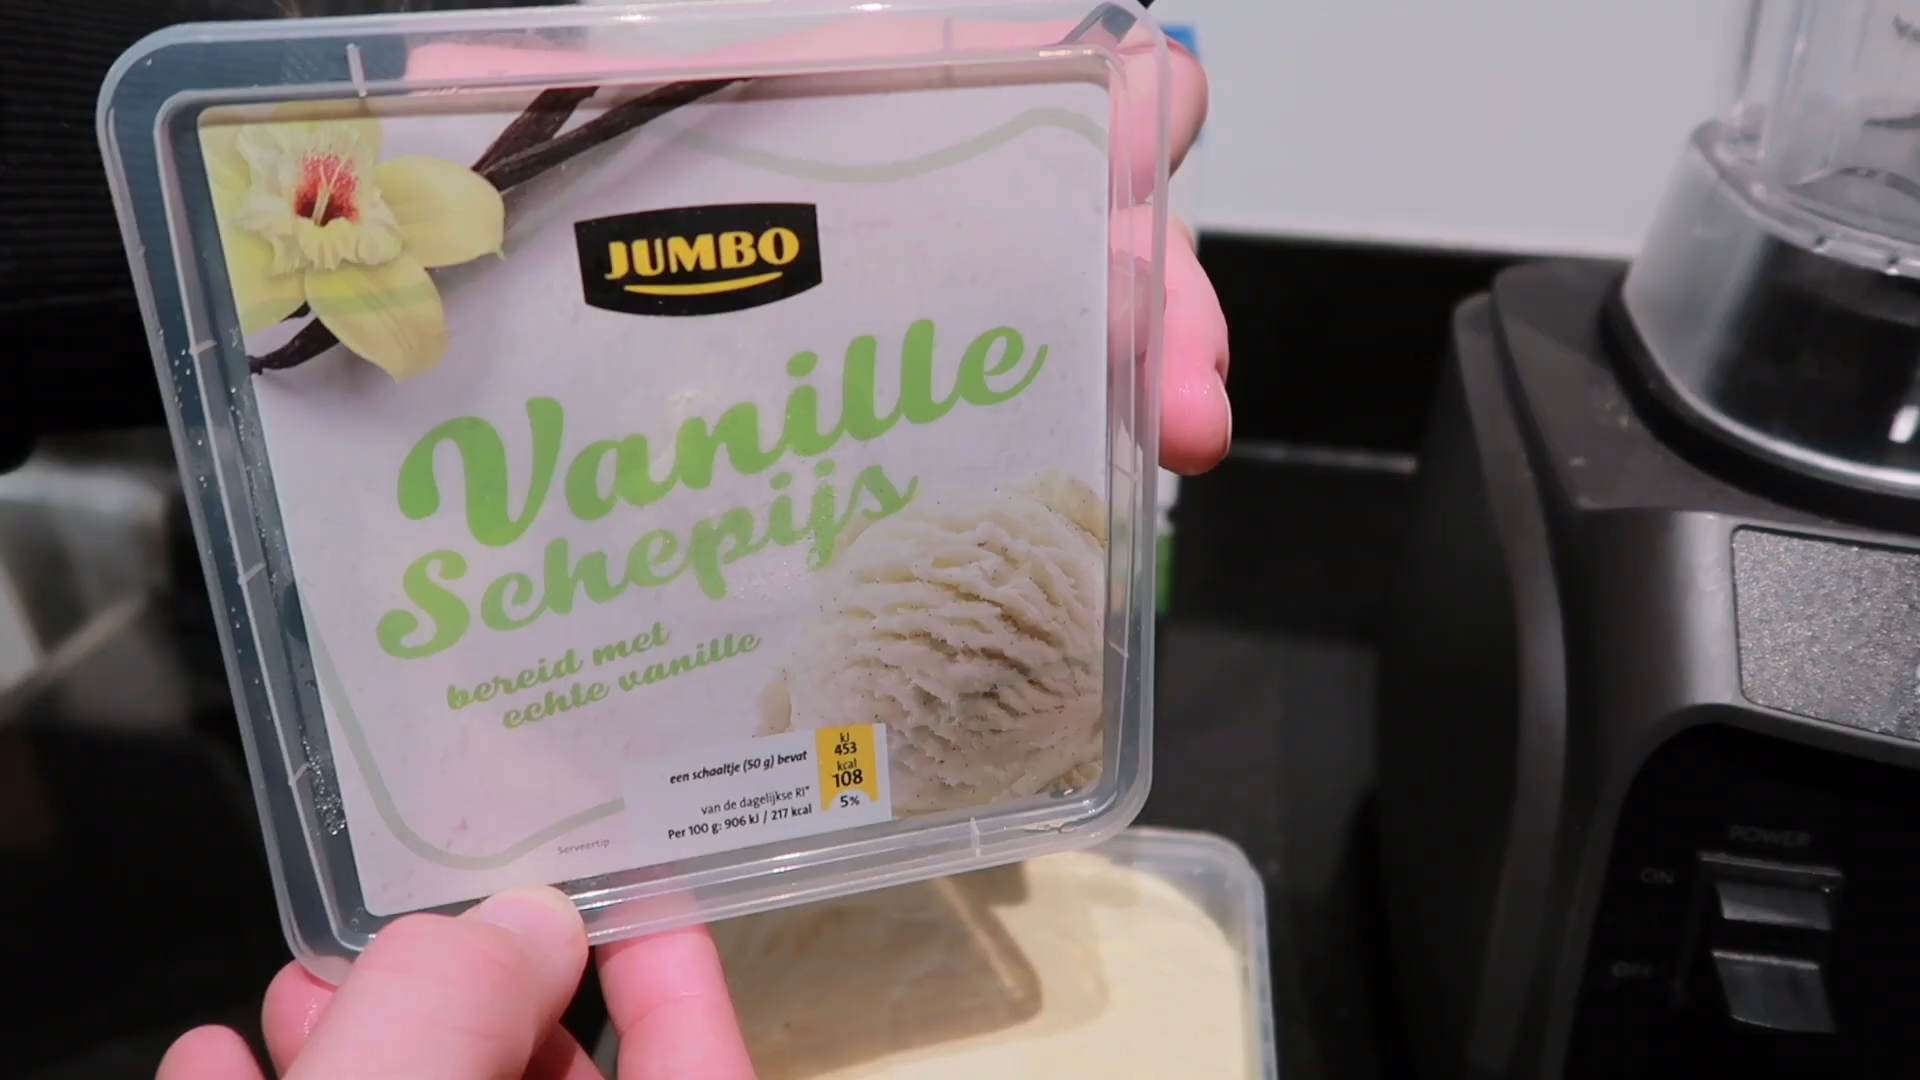 JUMBO
Vanille
Schepijs
bereid met
echte vanille
een schaaltje (50 g) bevat
kJ
453
kcal
108
5%
van de dagelijkse RI*
Per 100 g: 906 kJ / 217 kcal
Serveertip
POWER
ON
OFF